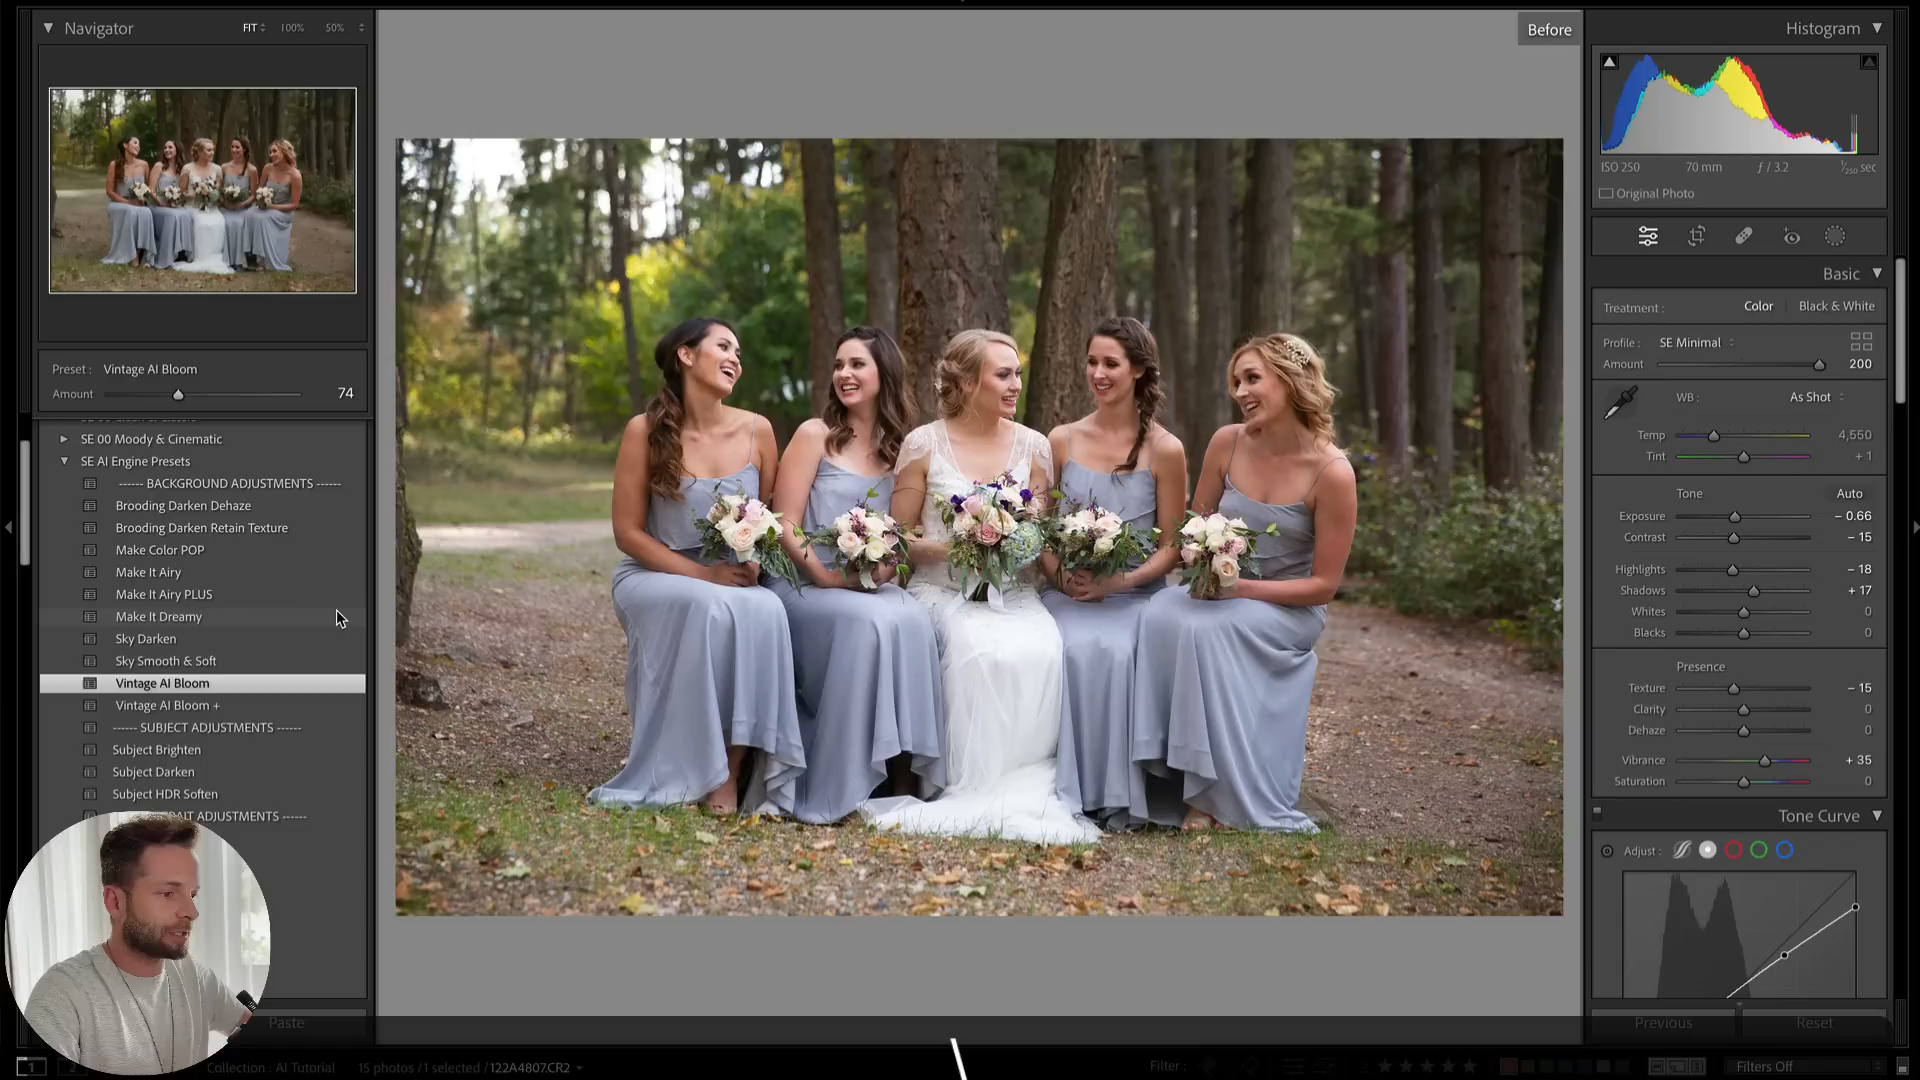 Navigator
FIT
100%
50%
Before
Histogram
ISO 250
70 mm
ƒ / 3.2
1/250 sec
Original Photo
Basic
Treatment :
Color
Black & White
Profile :
SE Minimal
Amount
200
WB :
As Shot
Temp
4,550
Tint
+ 1
Tone
Auto
Exposure
– 0.66
Contrast
– 15
Highlights
– 18
Shadows
+ 17
Whites
0
Blacks
0
Presence
Texture
– 15
Clarity
0
Dehaze
0
Vibrance
+ 35
Saturation
0
Tone Curve
Adjust :
Previous
Reset
Preset :
Vintage AI Bloom
Amount
74
SE 00 Moody & Cinematic
SE AI Engine Presets
------ BACKGROUND ADJUSTMENTS ------
Brooding Darken Dehaze
Brooding Darken Retain Texture
Make Color POP
Make It Airy
Make It Airy PLUS
Make It Dreamy
Sky Darken
Sky Smooth & Soft
Vintage AI Bloom
Vintage AI Bloom +
------ SUBJECT ADJUSTMENTS ------
Subject Brighten
Subject Darken
Subject HDR Soften
ADJUSTMENTS ------
Paste
1
Collection : AI Tutorial
15 photos /1 selected /122A4807.CR2
Filter :
Filters Off
\